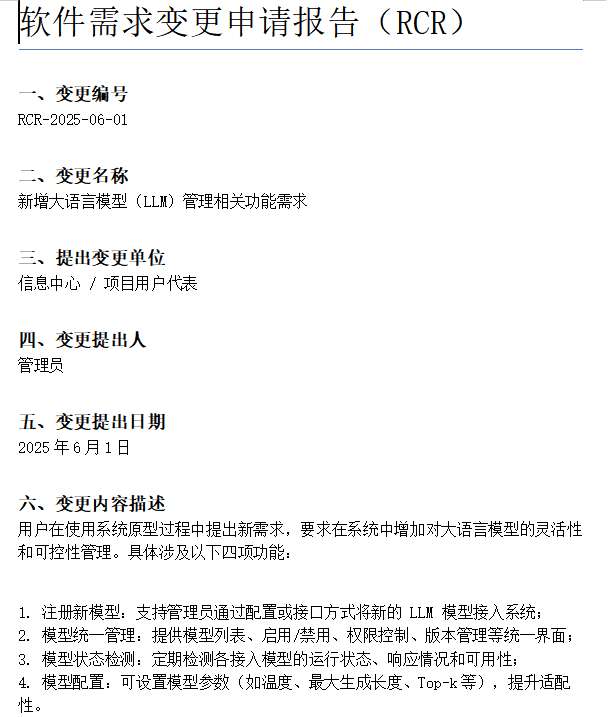 软件需求变更申请报告（RCR）
一、变更编号
RCR-2025-06-01
二、变更名称
新增大语言模型（LLM）管理相关功能需求
三、提出变更单位
信息中心 / 项目用户代表
四、变更提出人
管理员
五、变更提出日期
2025年6月1日
六、变更内容描述
用户在使用系统原型过程中提出新需求，要求在系统中增加对大语言模型的灵活性
和可控性管理。具体涉及以下四项功能：
1. 注册新模型：支持管理员通过配置或接口方式将新的 LLM 模型接入系统；
2. 模型统一管理：提供模型列表、启用/禁用、权限控制、版本管理等统一界面；
3. 模型状态检测：定期检测各接入模型的运行状态、响应情况和可用性；
4. 模型配置：可设置模型参数（如温度、最大生成长度、Top-k等），提升适配
性。